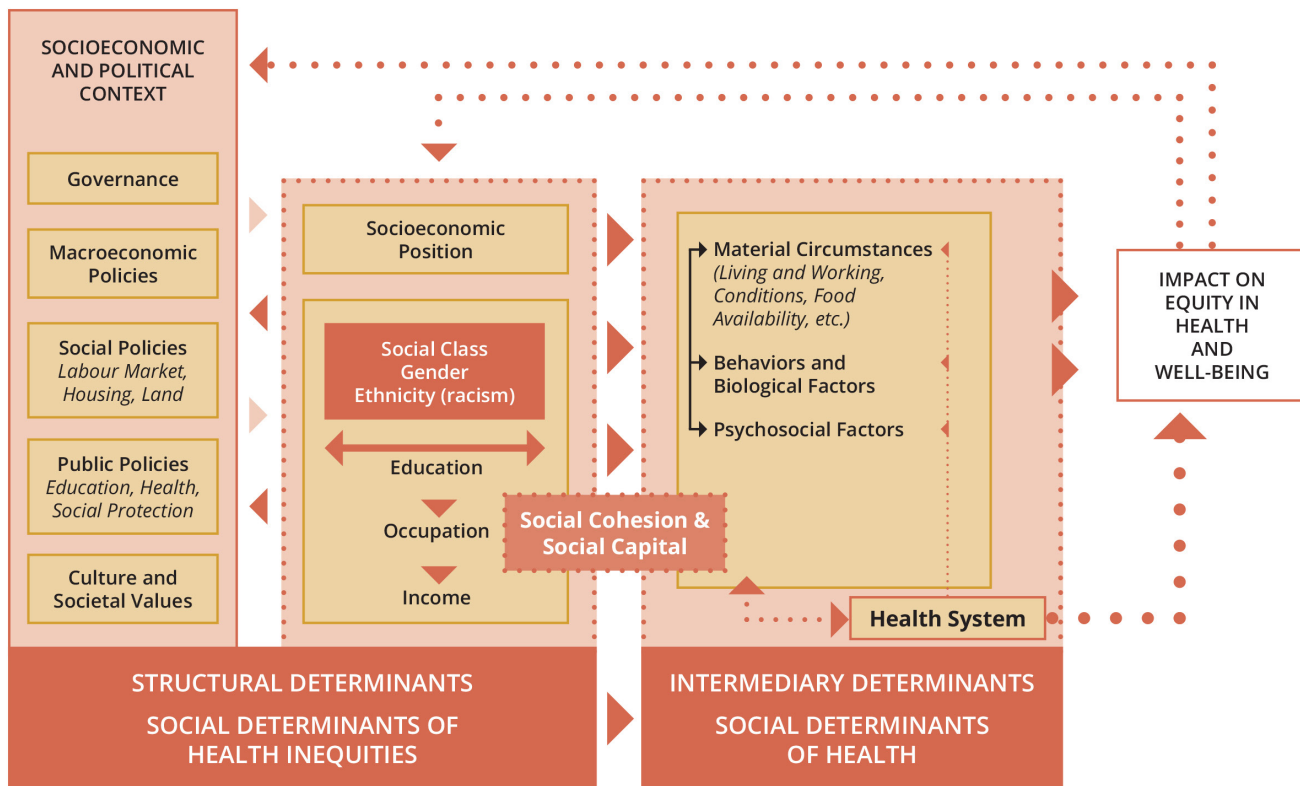 SOCIOECONOMIC
AND POLITICAL
CONTEXT
Governance
Macroeconomic
Policies
Social Policies
Labour Market,
Housing, Land
Public Policies
Education, Health,
Social Protection
Culture and
Societal Values
Socioeconomic
Position
Social Class
Gender
Ethnicity (racism)
Education
Occupation
Income
Social Cohesion &
Social Capital
Material Circumstances
(Living and Working,
Conditions, Food
Availability, etc.)
Behaviors and
Biological Factors
Psychosocial Factors
Health System
IMPACT ON
EQUITY IN
HEALTH
AND
WELL-BEING
STRUCTURAL DETERMINANTS
SOCIAL DETERMINANTS OF
HEALTH INEQUITIES
INTERMEDIARY DETERMINANTS
SOCIAL DETERMINANTS
OF HEALTH